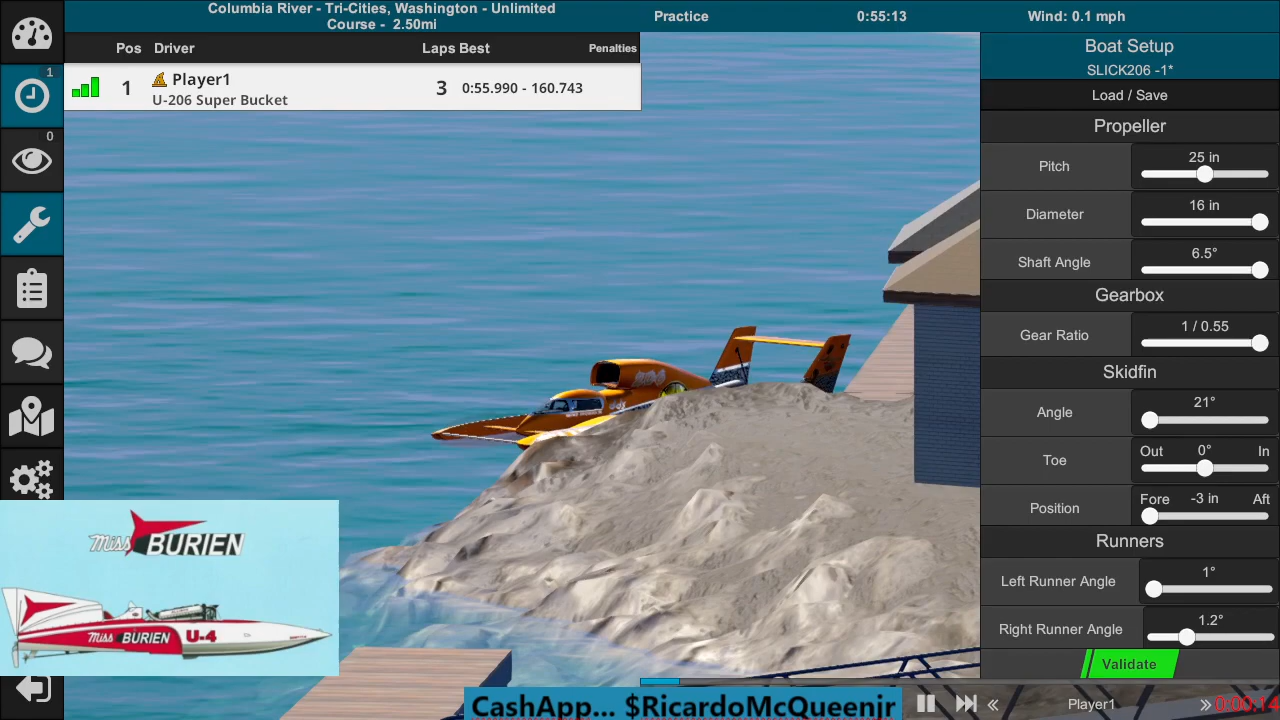 Columbia River - Tri-Cities, Washington - Unlimited
Course - 2.50mi
Practice
0:55:13
Wind: 0.1 mph
Pos Driver Laps Best Penalties
1 Player1 3 0:55.990 - 160.743
U-206 Super Bucket
1
0
Boat Setup
SLICK206 -1*
Load / Save
Propeller
Pitch 25 in
Diameter 16 in
Shaft Angle 6.5°
Gearbox
Gear Ratio 1 / 0.55
Skidfin
Angle 21°
Toe Out 0° In
Position Fore -3 in Aft
Runners
Left Runner Angle 1°
Right Runner Angle 1.2°
Validate
Miss BURIEN
Miss BURIEN U-4
CashApp... $RicardoMcQueenjr
« Player1 » 0:00:14